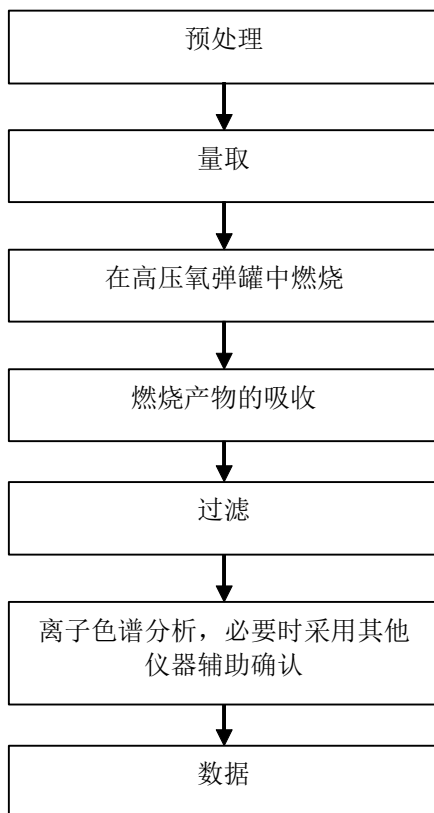 预处理
量取
在高压氧弹罐中燃烧
燃烧产物的吸收
过滤
离子色谱分析，必要时采用其他
仪器辅助确认
数据